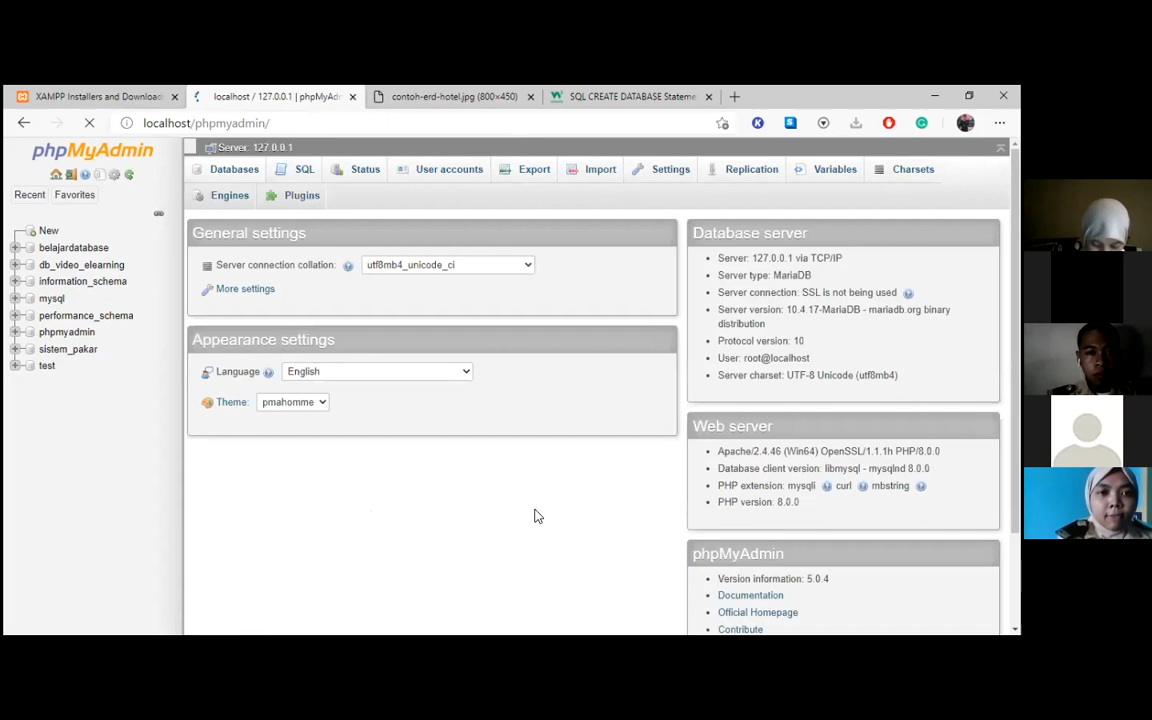 XAMPP Installers and Download
localhost / 127.0.0.1 | phpMyAdr
contoh-erd-hotel.jpg (800×450)
SQL CREATE DATABASE Stateme
localhost/phpmyadmin/
phpMyAdmin
Recent
Favorites
New
belajardatabase
db_video_elearning
information_schema
mysql
performance_schema
phpmyadmin
sistem_pakar
test
Server: 127.0.0.1
Databases
SQL
Status
User accounts
Export
Import
Settings
Replication
Variables
Charsets
Engines
Plugins
General settings
Server connection collation:
utf8mb4_unicode_ci
More settings
Appearance settings
Language
English
Theme:
pmahomme
Database server
Server: 127.0.0.1 via TCP/IP
Server type: MariaDB
Server connection: SSL is not being used
Server version: 10.4.17-MariaDB - mariadb.org binary
distribution
Protocol version: 10
User: root@localhost
Server charset: UTF-8 Unicode (utf8mb4)
Web server
Apache/2.4.46 (Win64) OpenSSL/1.1.1h PHP/8.0.0
Database client version: libmysql - mysqlnd 8.0.0
PHP extension: mysqli curl mbstring
PHP version: 8.0.0
phpMyAdmin
Version information: 5.0.4
Documentation
Official Homepage
Contribute